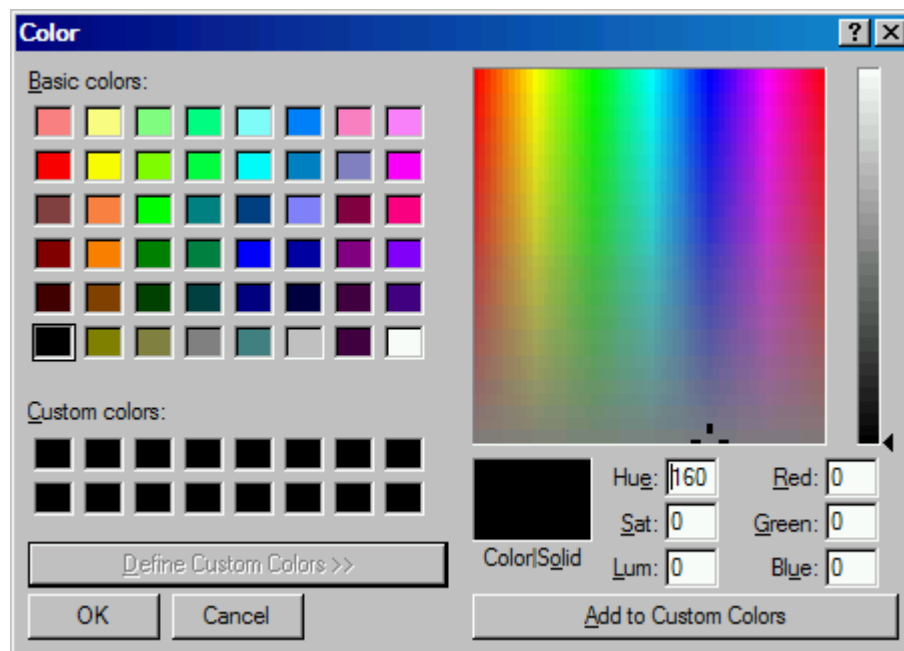 Color
Basic colors:
Custom colors:
Define Custom Colors >>
OK Cancel
Color|Solid
Hue: 160 Red: 0
Sat: 0 Green: 0
Lum: 0 Blue: 0
Add to Custom Colors